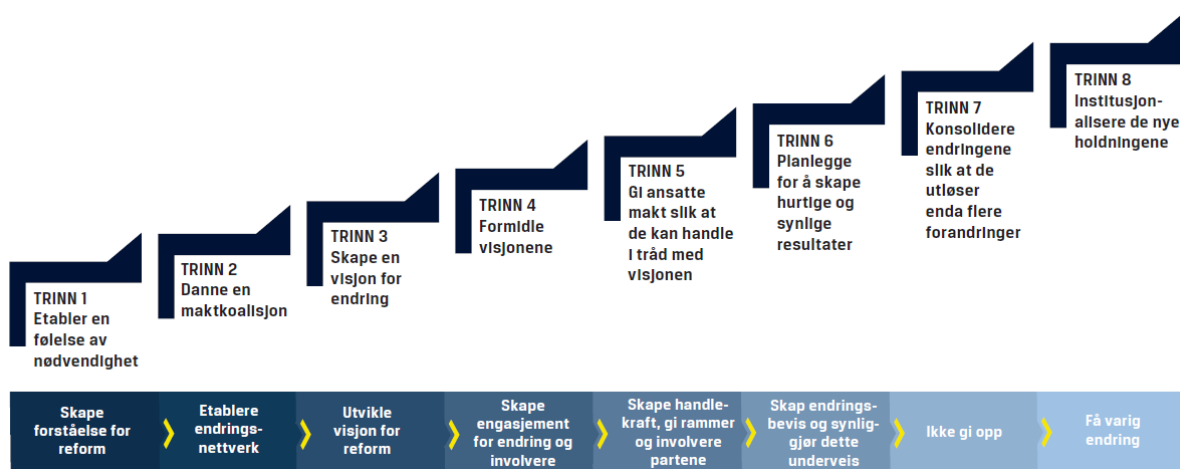 TRINN 1
Etabler en
følelse av
nødvendighet
TRINN 2
Danne en
maktkoalisjon
TRINN 3
Skape en
visjon for
endring
TRINN 4
Formidle
visjonene
TRINN 5
Gi ansatte
makt slik at
de kan handle
i tråd med
visjonen
TRINN 6
Planlegge
for å skape
hurtige og
synlige
resultater
TRINN 7
Konsolidere
endringene
slik at de
utløser
enda flere
forandringer
TRINN 8
Institusjon-
alisere de nye
holdningene
Skape
forståelse for
reform
Etablere
endrings-
nettverk
Utvikle
visjon for
reform
Skape
engasjement
for endring og
involvere
Skape handle-
kraft, gi rammer
og involvere
partene
Skap endrings-
bevis og synlig-
gjør dette
underveis
Ikke gi opp
Få varig
endring